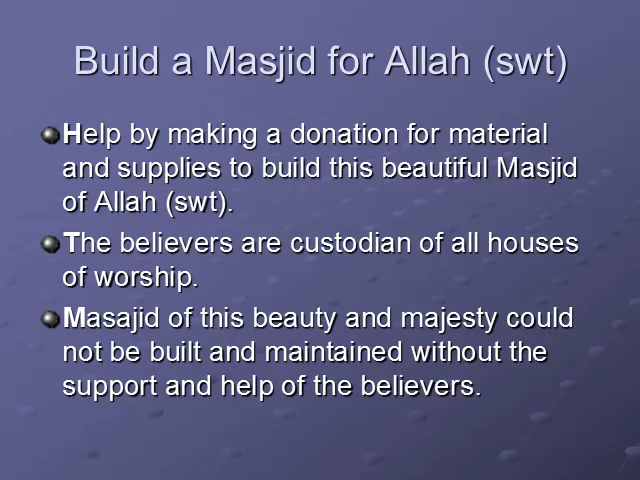 Build a Masjid for Allah (swt)
Help by making a donation for material
and supplies to build this beautiful Masjid
of Allah (swt).
The believers are custodian of all houses
of worship.
Masajid of this beauty and majesty could
not be built and maintained without the
support and help of the believers.